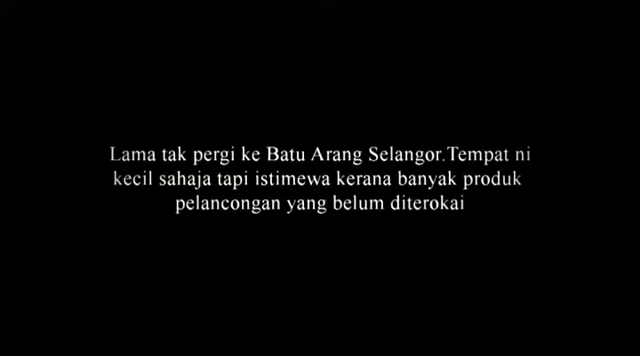 Lama tak pergi ke Batu Arang Selangor.Tempat ni
kecil sahaja tapi istimewa kerana banyak produk
pelancongan yang belum diterokai